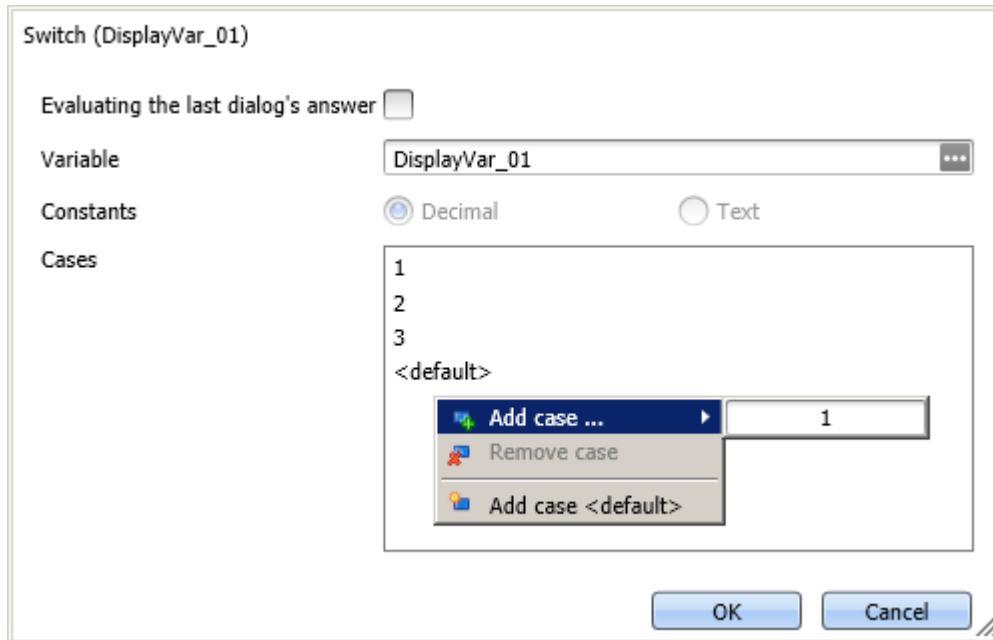 Switch (DisplayVar_01)
Evaluating the last dialog's answer
Variable
DisplayVar_01
Constants
Decimal
Text
Cases
1
2
3
<default>
Add case ...
1
Remove case
Add case <default>
OK
Cancel